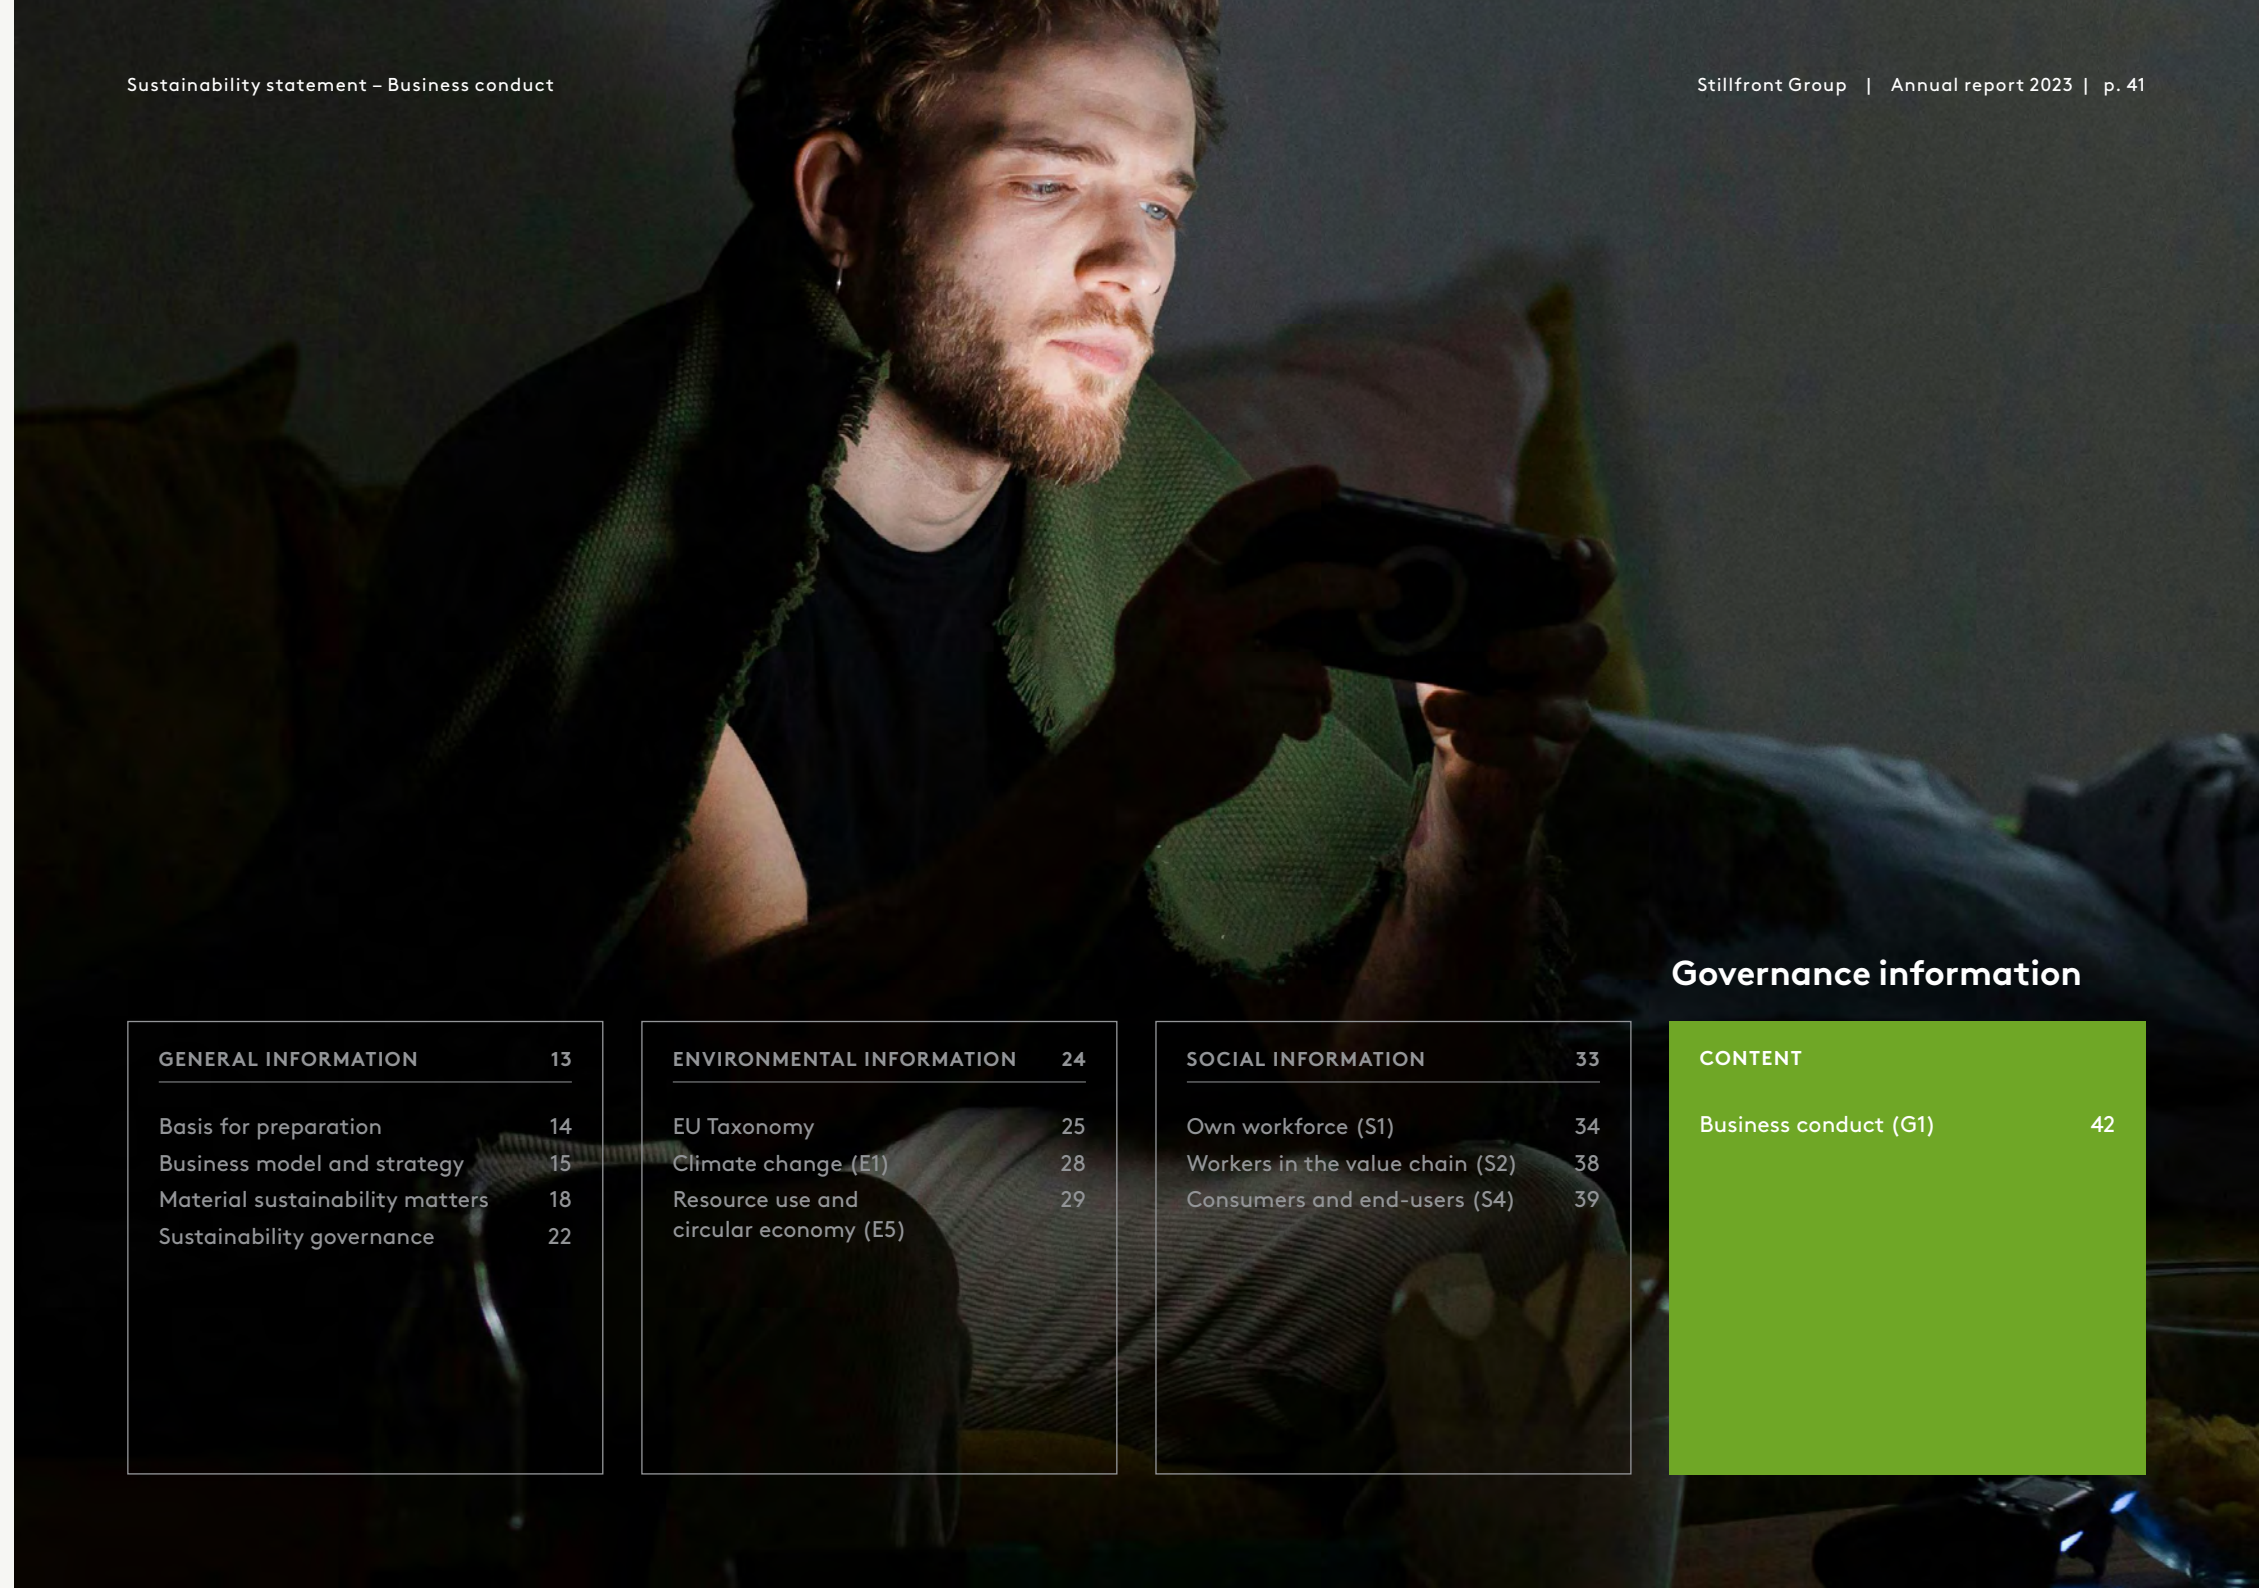 Sustainability statement – Business conduct
Stillfront Group | Annual report 2023 | p. 41
Governance information
GENERAL INFORMATION 13
Basis for preparation 14
Business model and strategy 15
Material sustainability matters 18
Sustainability governance 22
ENVIRONMENTAL INFORMATION 24
EU Taxonomy 25
Climate change (E1) 28
Resource use and 29
circular economy (E5)
SOCIAL INFORMATION 33
Own workforce (S1) 34
Workers in the value chain (S2) 38
Consumers and end-users (S4) 39
CONTENT
Business conduct (G1) 42